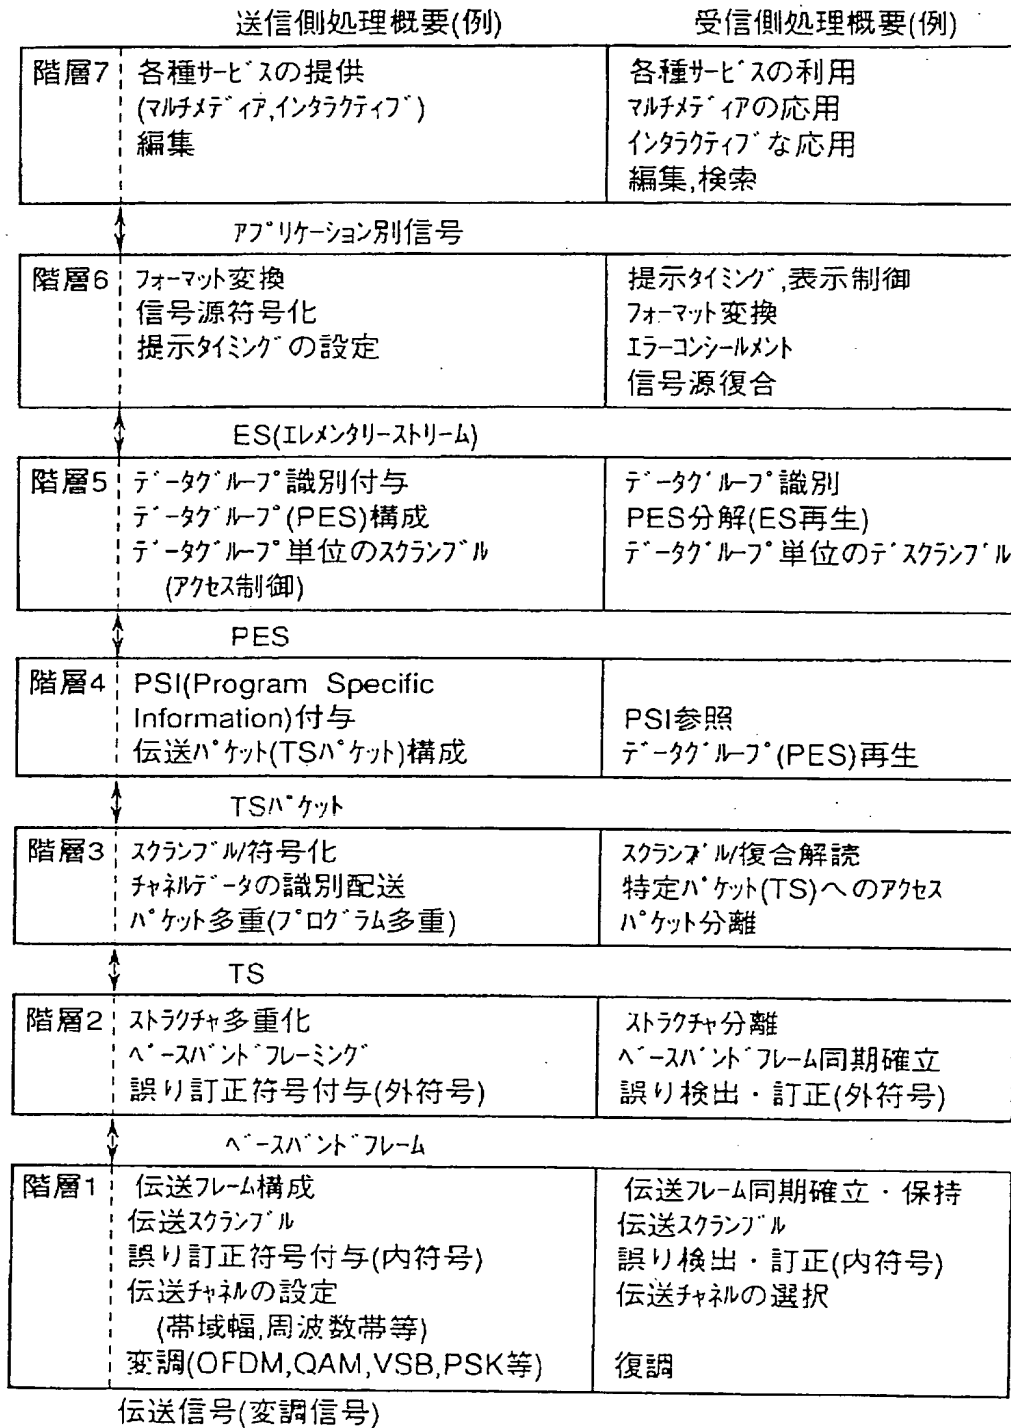 送信側処理概要(例)
受信側処理概要(例)
階層7
各種サービスの提供
(マルチメディア,インタラクティブ)
編集
各種サービスの利用
マルチメディアの応用
インタラクティブな応用
編集,検索
アプリケーション別信号
階層6
フォーマット変換
信号源符号化
提示タイミングの設定
提示タイミング,表示制御
フォーマット変換
エラーコンシールメント
信号源復合
ES(エレメンタリーストリーム)
階層5
データグループ識別付与
データグループ(PES)構成
データグループ単位のスクランブル
(アクセス制御)
データグループ識別
PES分解(ES再生)
データグループ単位のデスクランブル
PES
階層4
PSI(Program Specific
Information)付与
伝送パケット(TSパケット)構成
PSI参照
データグループ(PES)再生
TSパケット
階層3
スクランブル/符号化
チャネルデータの識別配送
パケット多重(プログラム多重)
スクランブル/復合解読
特定パケット(TS)へのアクセス
パケット分離
TS
階層2
ストラクチャ多重化
ベースバンドフレーミング
誤り訂正符号付与(外符号)
ストラクチャ分離
ベースバンドフレーム同期確立
誤り検出・訂正(外符号)
ベースバンドフレーム
階層1
伝送フレーム構成
伝送スクランブル
誤り訂正符号付与(内符号)
伝送チャネルの設定
(帯域幅,周波数帯等)
変調(OFDM,QAM,VSB,PSK等)
伝送フレーム同期確立・保持
伝送スクランブル
誤り検出・訂正(内符号)
伝送チャネルの選択
復調
伝送信号(変調信号)